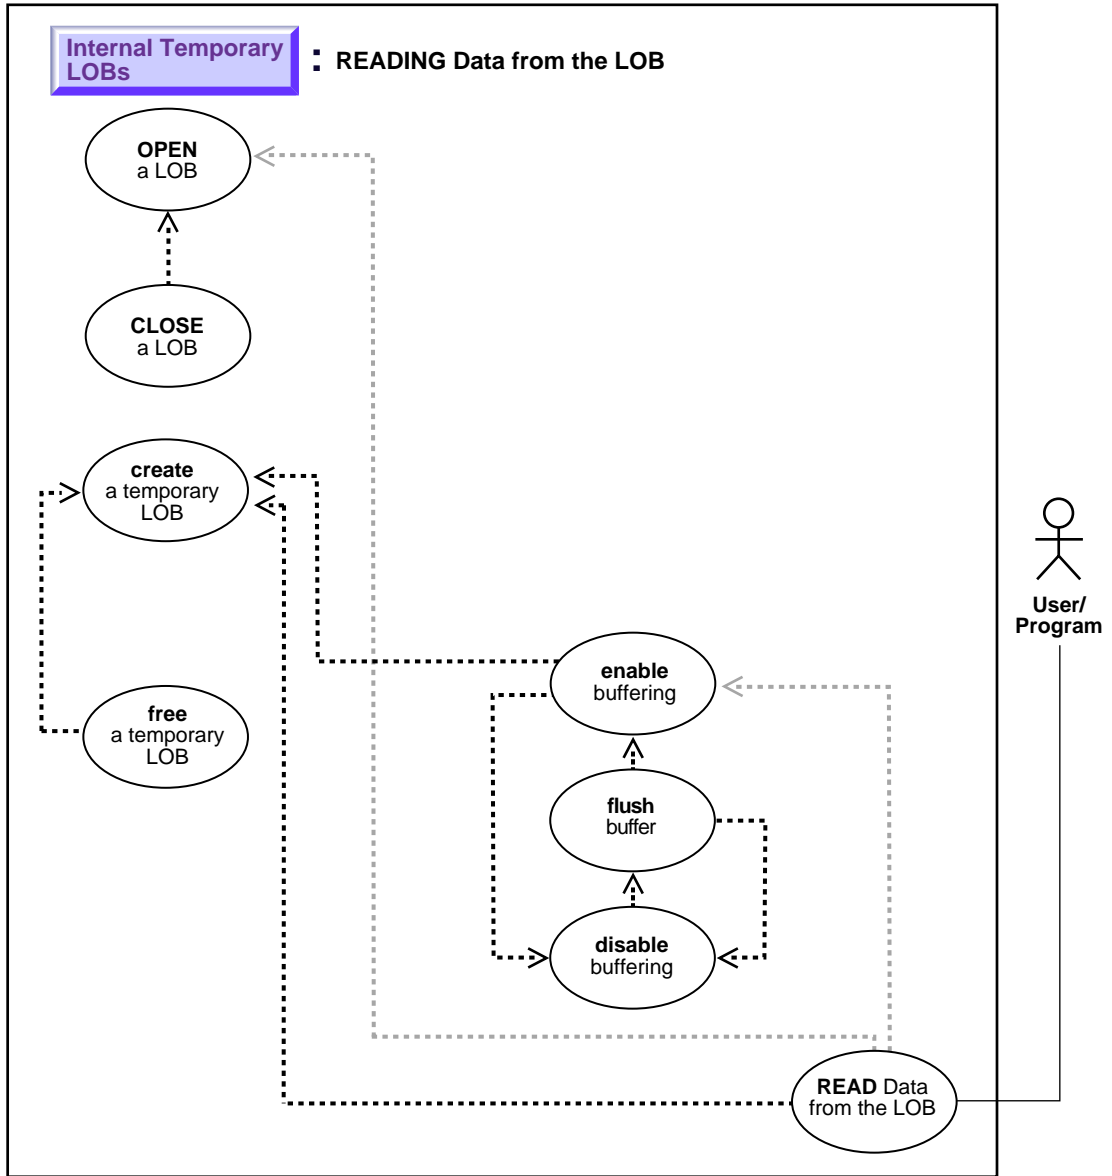 Internal Temporary
LOBs
: READING Data from the LOB
OPEN
a LOB
CLOSE
a LOB
create
a temporary
LOB
User/
Program
enable
buffering
free
a temporary
LOB
flush
buffer
disable
buffering
READ Data
from the LOB